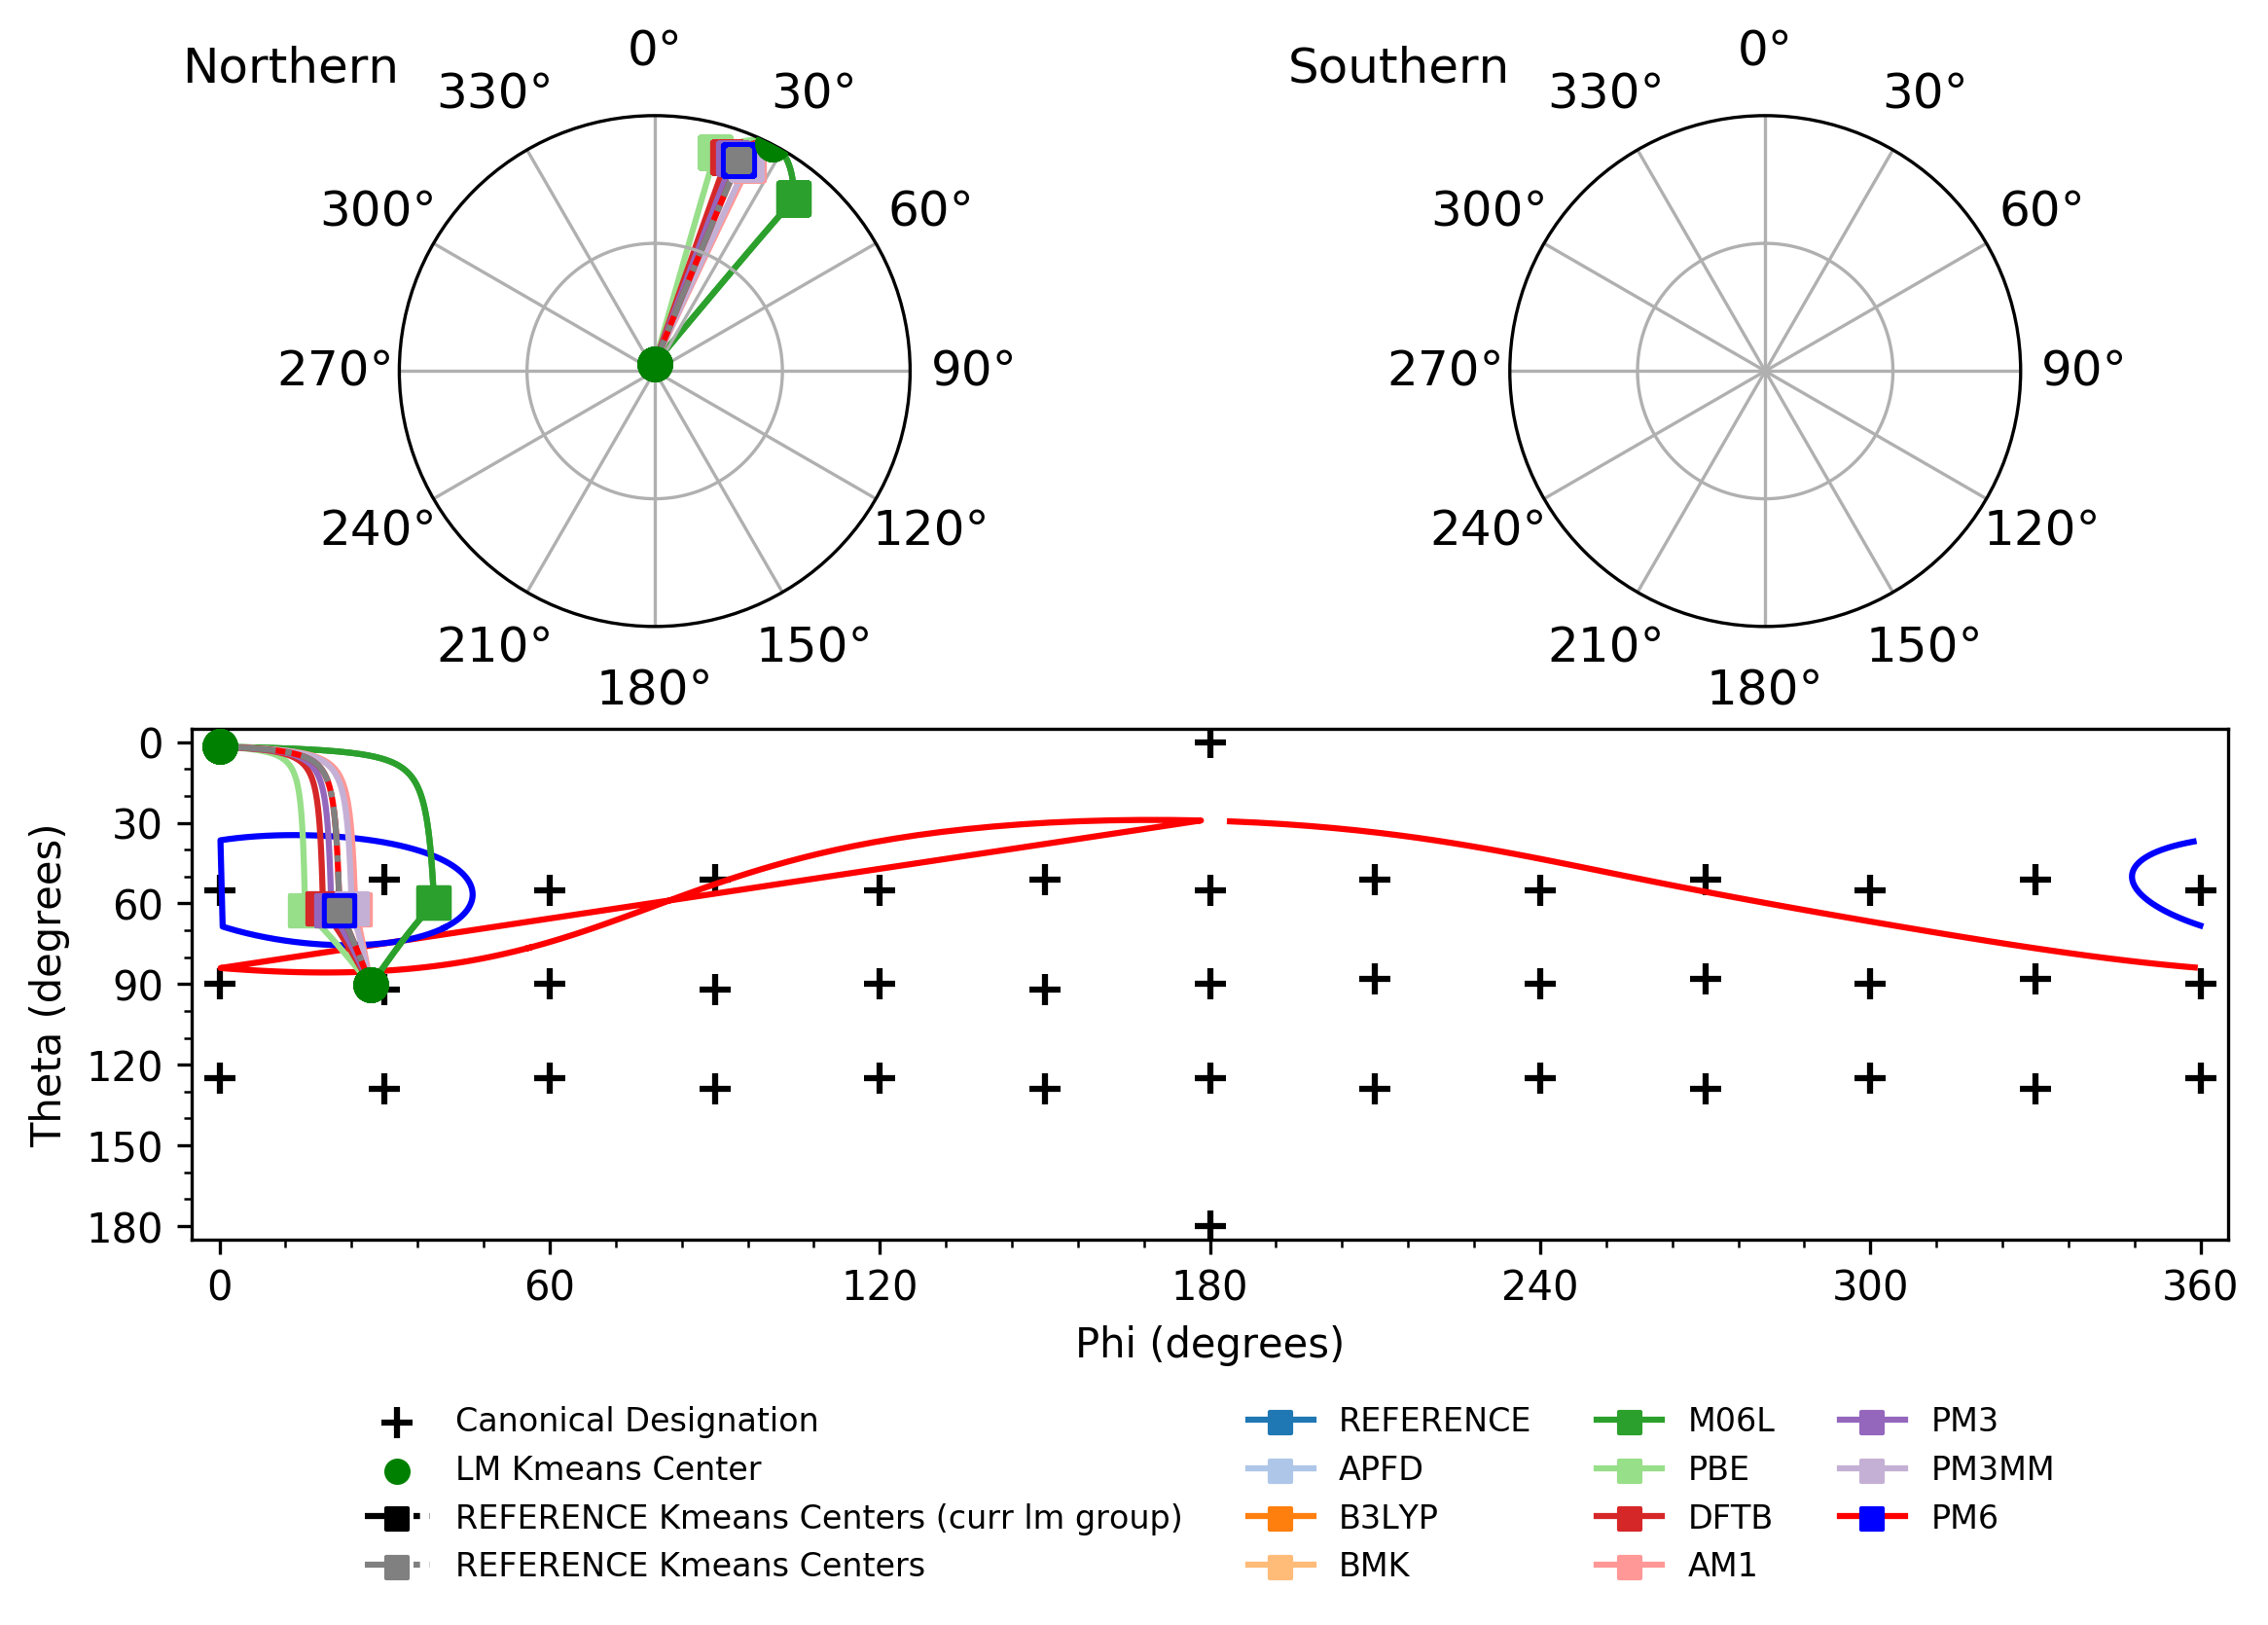 Northern
0°
30°
60°
90°
120°
150°
180°
210°
240°
270°
300°
330°
Southern
0°
30°
60°
90°
120°
150°
180°
210°
240°
270°
300°
330°
Theta (degrees)
0
30
60
90
120
150
180
0
60
120
180
240
300
360
Phi (degrees)
Canonical Designation
LM Kmeans Center
REFERENCE Kmeans Centers (curr lm group)
REFERENCE Kmeans Centers
REFERENCE
APFD
B3LYP
BMK
M06L
PBE
DFTB
AM1
PM3
PM3MM
PM6